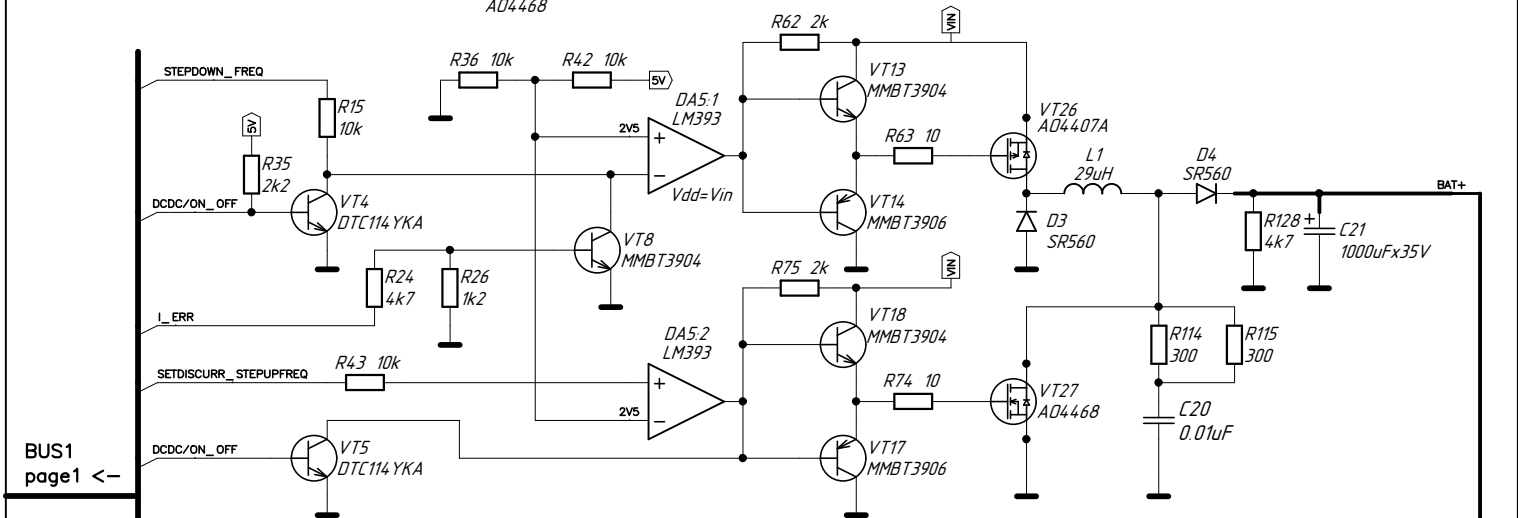 AO4468
R62 2k
VIN
STEPDOWN_FREQ
R36 10k
R42 10k
5V
VT13
MMBT3904
R15
10k
5V
DA5:1
LM393
VT26
AO4407A
2V5
+
R63 10
R35
2k2
L1
29uH
D4
SR560
–
Vdd=Vin
DCDC/ON_OFF
VT4
DTC114YKA
VT14
MMBT3906
BAT+
D3
SR560
R128
4k7
+
C21
1000uFx35V
VT8
MMBT3904
R24
4k7
R26
1k2
R75 2k
VIN
I_ERR
VT18
MMBT3904
DA5:2
LM393
R114
300
R115
300
SETDISCURR_STEPUPFREQ
R43 10k
+
R74 10
VT27
AO4468
2V5
–
C20
0.01uF
BUS1
page1 <-
DCDC/ON_OFF
VT5
DTC114YKA
VT17
MMBT3906